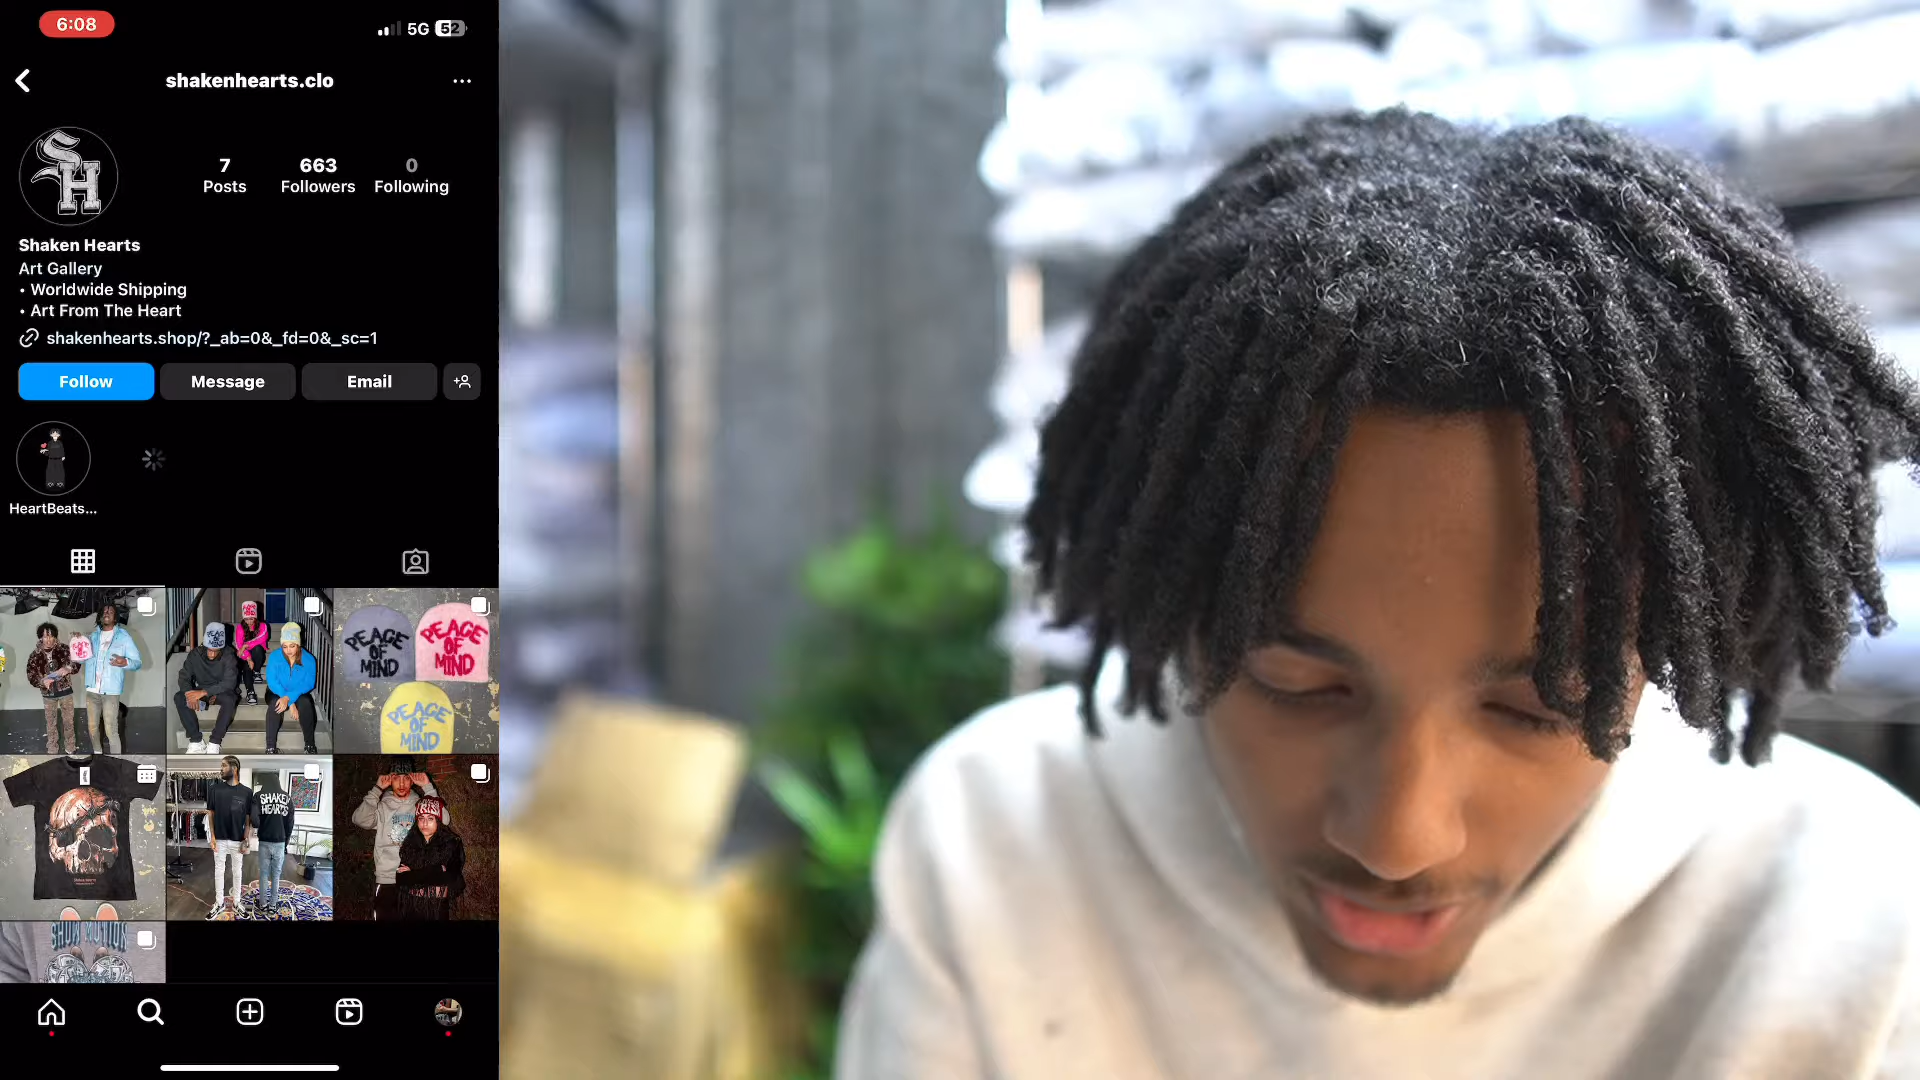 6:08
5G 52
shakenhearts.clo
SH
7
Posts
663
Followers
0
Following
Shaken Hearts
Art Gallery
• Worldwide Shipping
• Art From The Heart
shakenhearts.shop/?_ab=0&_fd=0&_sc=1
Follow
Message
Email
HeartBeats...
PEACE
OF
MIND
PEACE
OF
MIND
PEACE
OF
MIND
SHAKEN
HEARTS